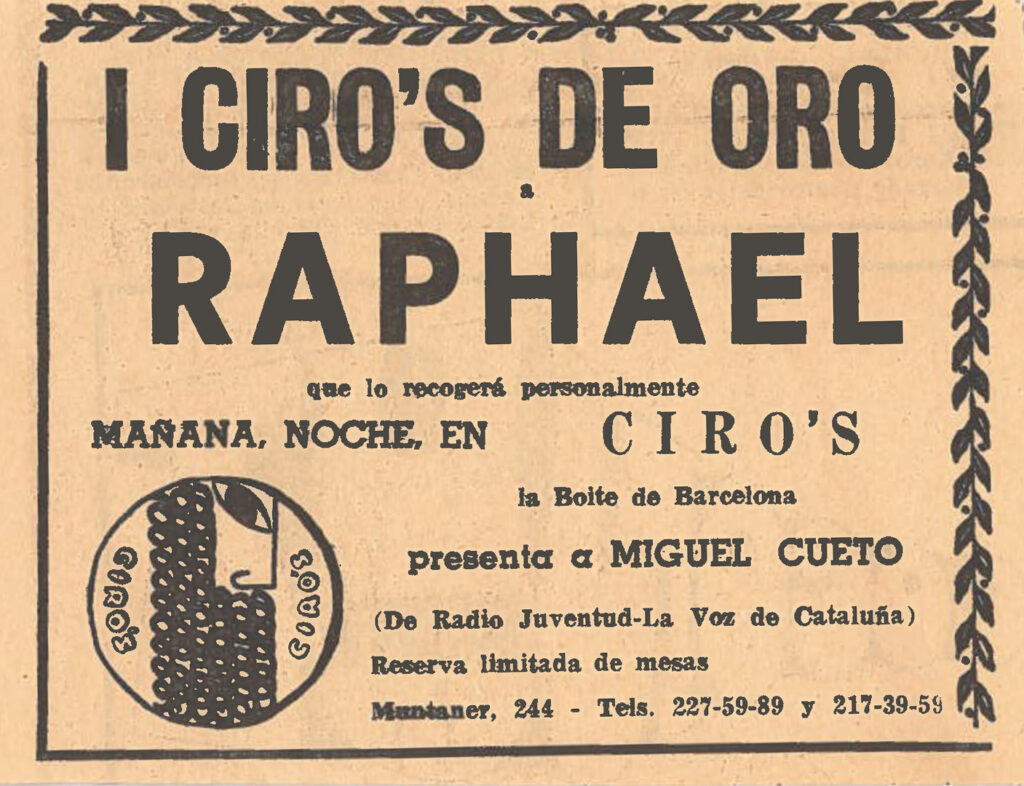 I CIRO'S DE ORO
a
RAPHAEL
que lo recogerá personalmente
MAÑANA, NOCHE, EN CIRO'S
la Boite de Barcelona
presenta a MIGUEL CUETO
(De Radio Juventud-La Voz de Cataluña)
Reserva limitada de mesas
Muntaner, 244 - Tels. 227-59-89 y 217-39-59
CIRO'S
CIRO'S